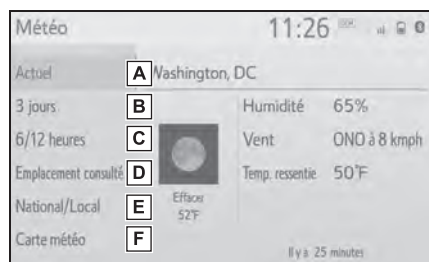 Météo 11:26
Actuel A Washington, DC
3 jours B Humidité 65%
6/12 heures C Vent ONO à 8 kmph
Emplacement consulté D Temp. ressentie 50°F
National/Local E Effacer
52°F
Carte météo F
Il y a 25 minutes